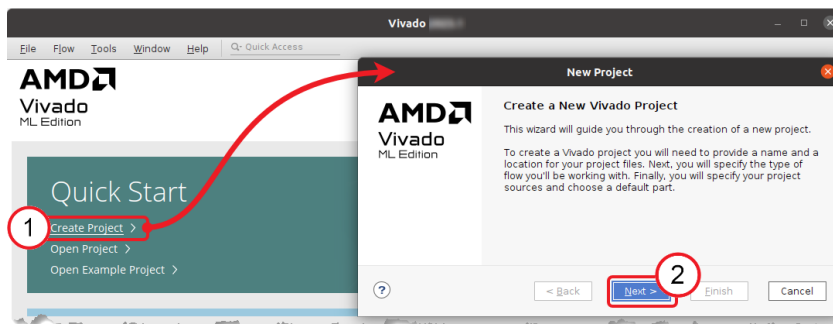 Vivado
File Flow Tools Window Help Q- Quick Access
AMD
Vivado
ML Edition
Quick Start
1
Create Project >
Open Project >
Open Example Project >
New Project
AMD
Vivado
ML Edition
Create a New Vivado Project
This wizard will guide you through the creation of a new project.
To create a Vivado project you will need to provide a name and a
location for your project files. Next, you will specify the type of
flow you'll be working with. Finally, you will specify your project
sources and choose a default part.
2
? < Back Next > Finish Cancel